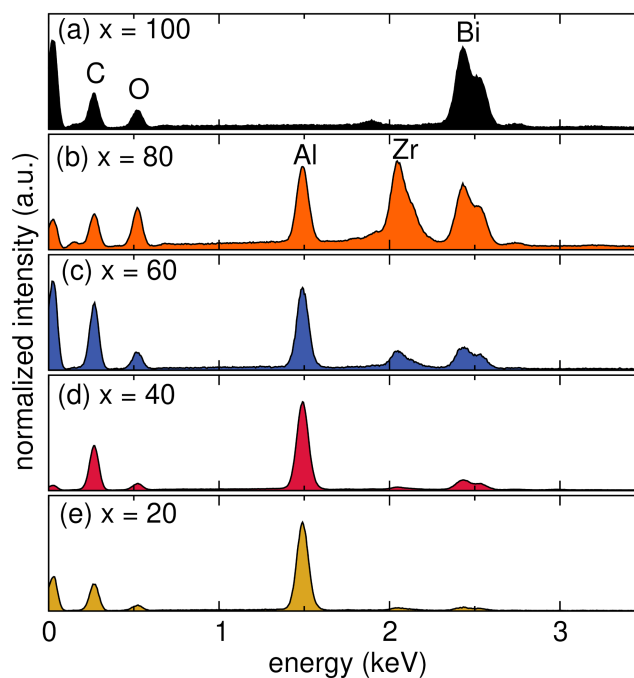 (a) x = 100
Bi
C
O
(b) x = 80
Al
Zr
(c) x = 60
(d) x = 40
(e) x = 20
normalized intensity (a.u.)
0 1 2 3
energy (keV)